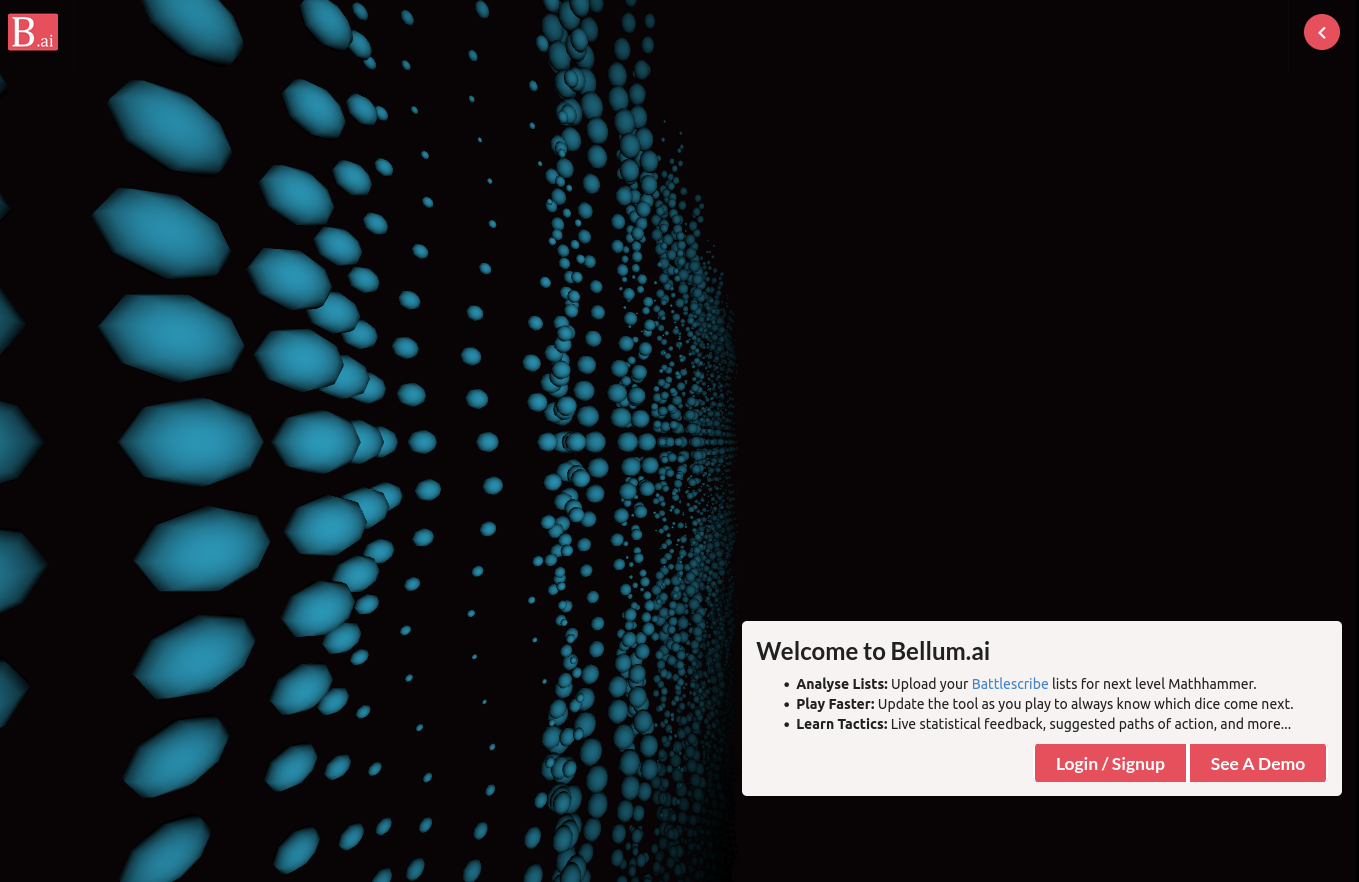 B.ai
Welcome to Bellum.ai
• Analyse Lists: Upload your Battlescribe lists for next level Mathhammer.
• Play Faster: Update the tool as you play to always know which dice come next.
• Learn Tactics: Live statistical feedback, suggested paths of action, and more...
Login / Signup See A Demo